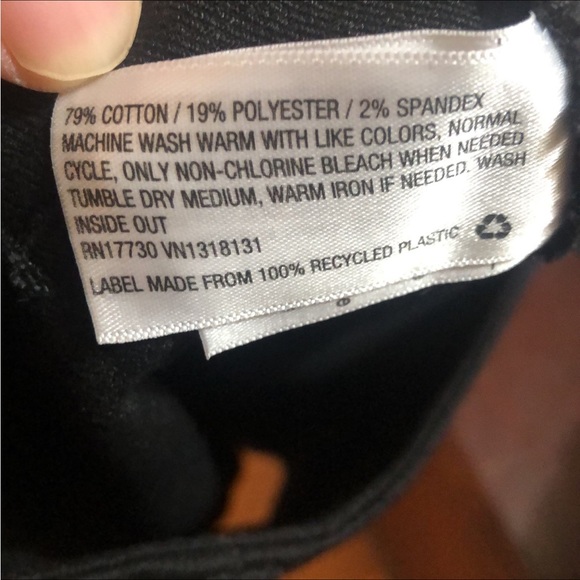 79% COTTON / 19% POLYESTER / 2% SPANDEX
MACHINE WASH WARM WITH LIKE COLORS, NORMAL
CYCLE, ONLY NON-CHLORINE BLEACH WHEN NEEDED
TUMBLE DRY MEDIUM, WARM IRON IF NEEDED. WASH
INSIDE OUT
RN17730 VN1318131
LABEL MADE FROM 100% RECYCLED PLASTIC